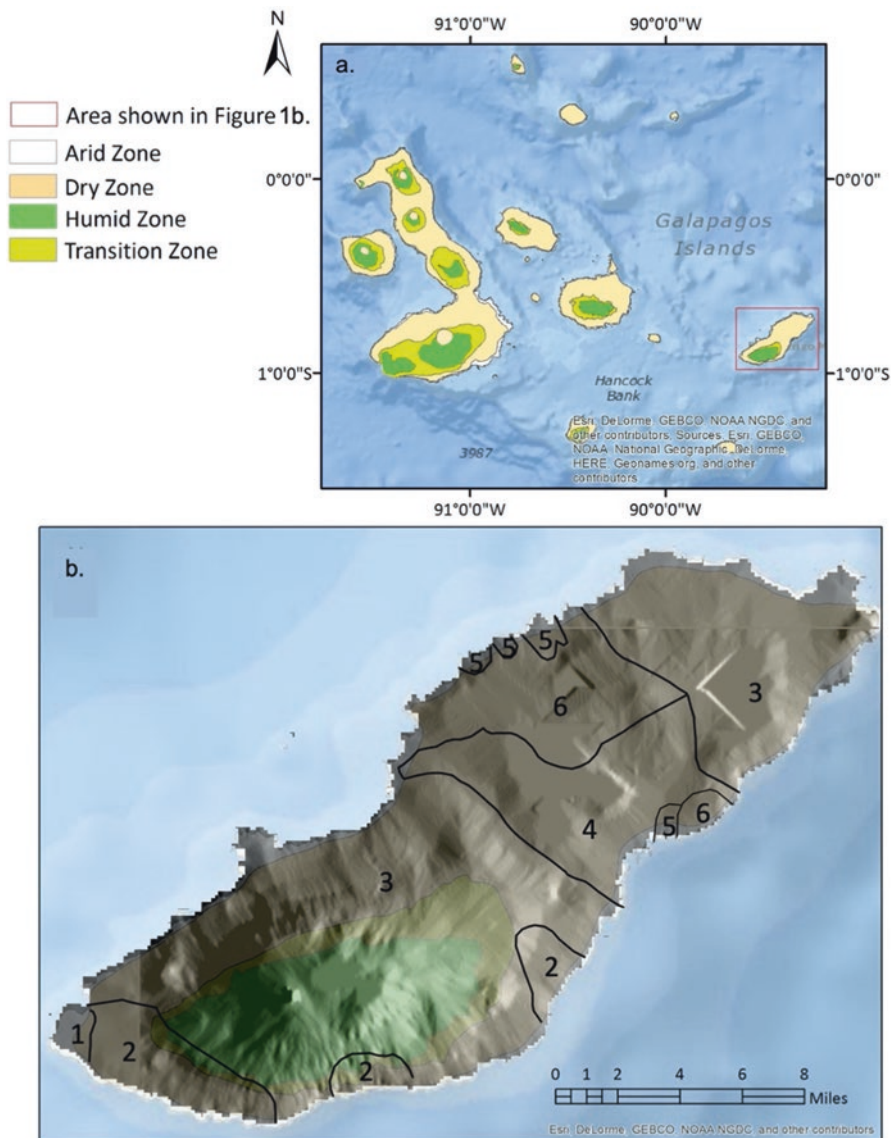 91°0'0"W 90°0'0"W
N
a.
Area shown in Figure 1b.
Arid Zone
Dry Zone
Humid Zone
Transition Zone
0°0'0"
0°0'0"
Galapagos
Islands
1°0'0"S
1°0'0"S
Hancock
Bank
3987
Esri, DeLorme, GEBCO, NOAA NGDC, and
other contributors, Sources: Esri, GEBCO,
NOAA, National Geographic, DeLorme,
HERE, Geonames.org, and other
contributors
91°0'0"W 90°0'0"W
b.
5 5 5
6
3
4
5 6
3
2
1 2
2
0 1 2 4 6 8
Miles
Esri, DeLorme, GEBCO, NOAA NGDC, and other contributors